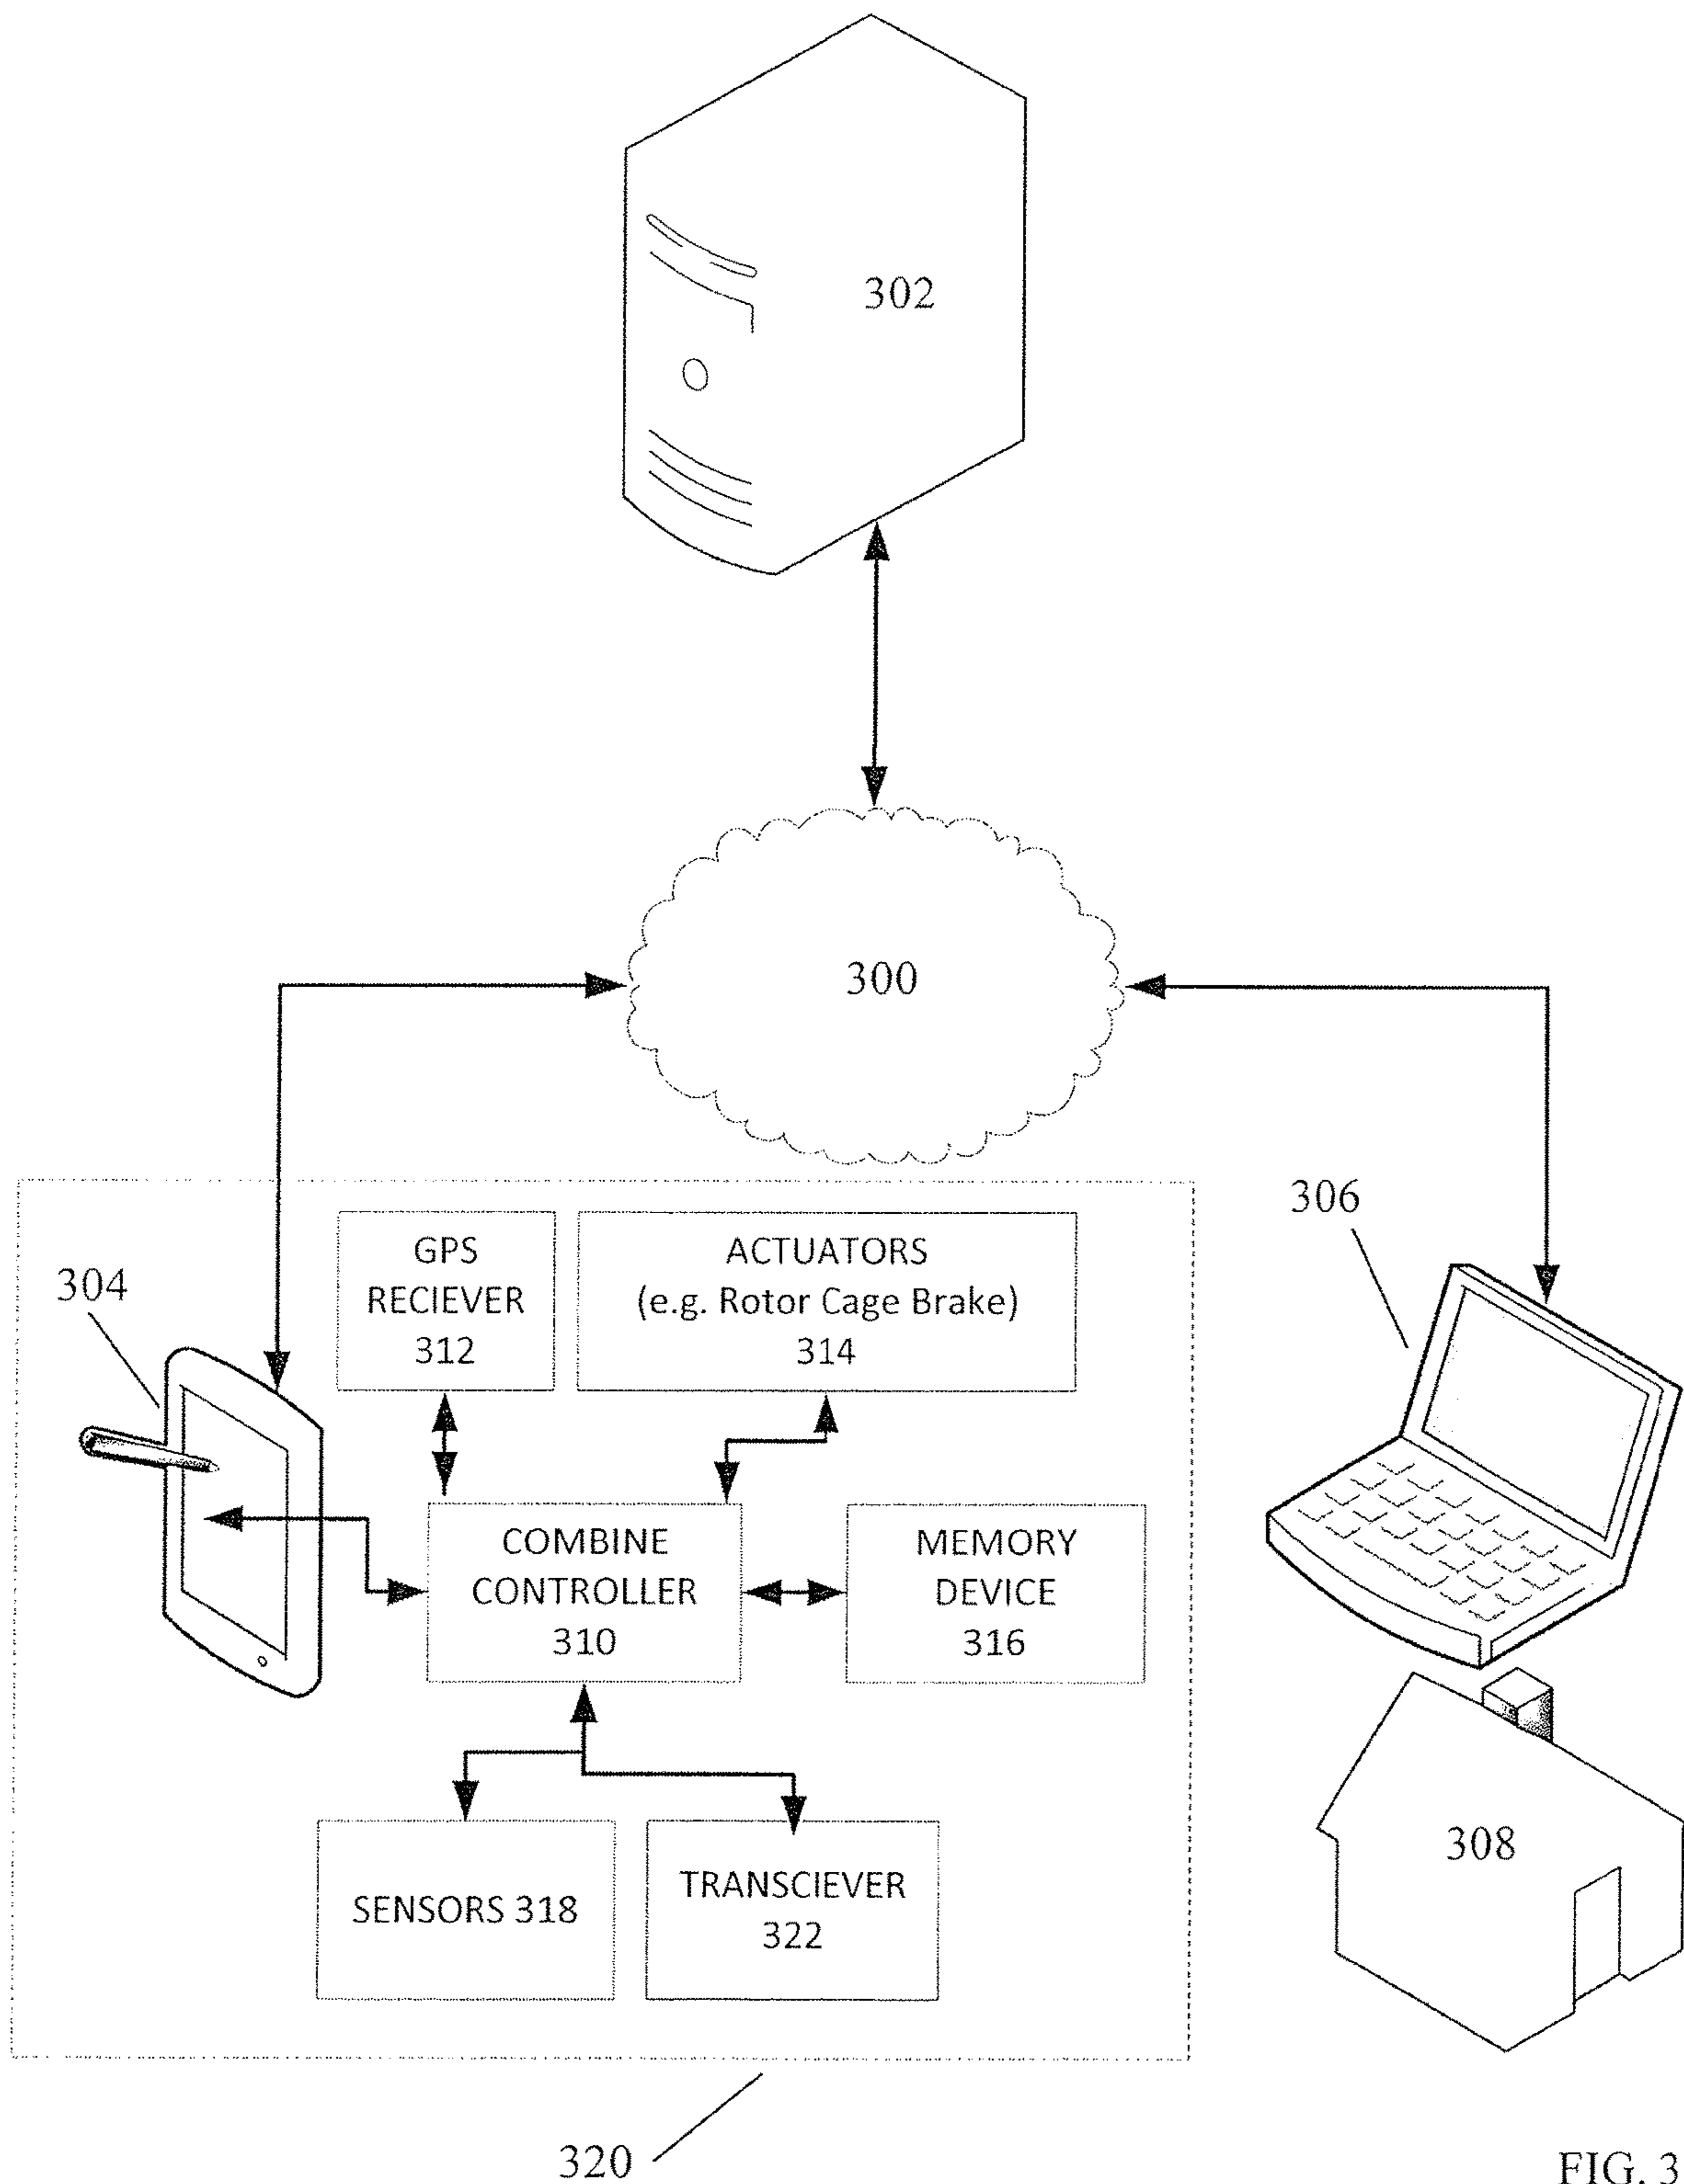 302
300
306
304
GPS
RECIEVER
312
ACTUATORS
(e.g. Rotor Cage Brake)
314
COMBINE
CONTROLLER
310
MEMORY
DEVICE
316
308
SENSORS 318
TRANSCIEVER
322
320
FIG. 3